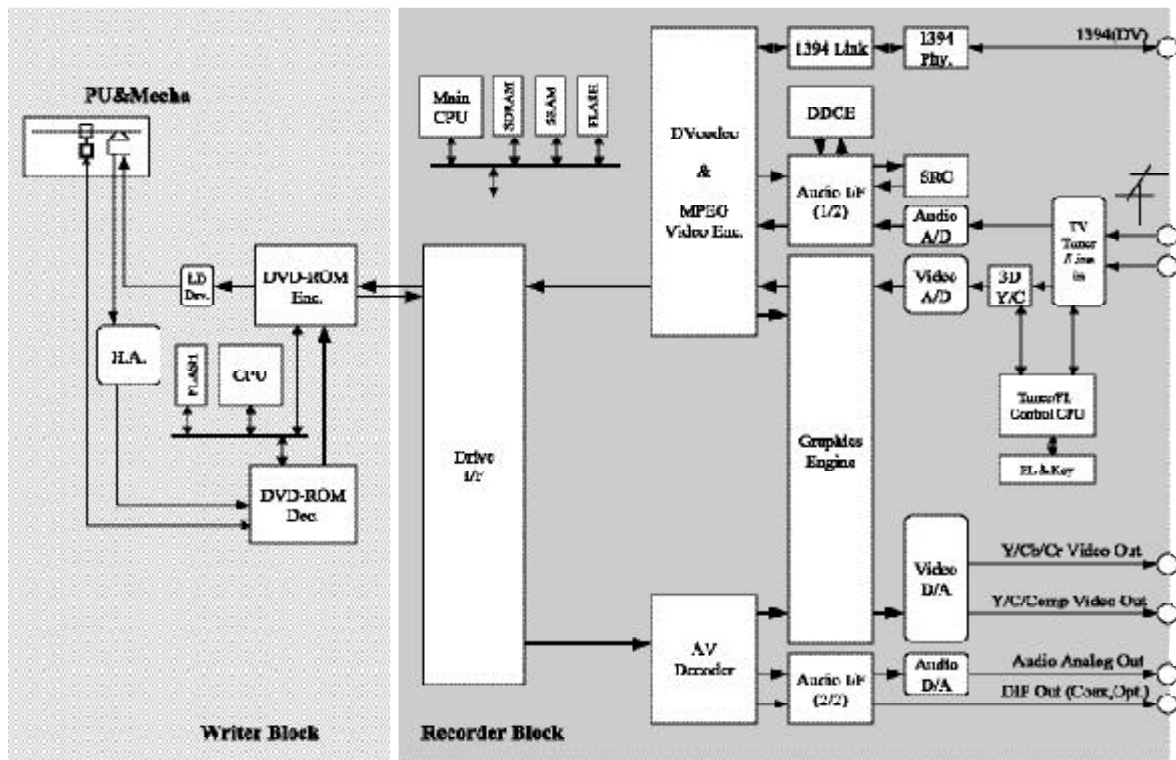 PU&Mecha
LD
Drv.
H.A.
DVD-ROM
Enc.
FLASH
CPU
DVD-ROM
Dec.
Writer Block
Main
CPU
SDRAM
SRAM
FLASH
Drive
I/F
DVcodec
&
MPEG
Video Enc.
1394 Link
1394
Phy.
1394(DV)
DDCE
Audio I/F
(1/2)
SRC
Audio
A/D
Video
A/D
3D
Y/C
TV
Tuner
/Line
in
Tuner/FL
Control CPU
FL & Key
Graphics
Engine
Video
D/A
Y/Cb/Cr Video Out
Y/C/Comp Video Out
AV
Decoder
Audio I/F
(2/2)
Audio
D/A
Audio Analog Out
DIF Out (Coax,Opt.)
Recorder Block